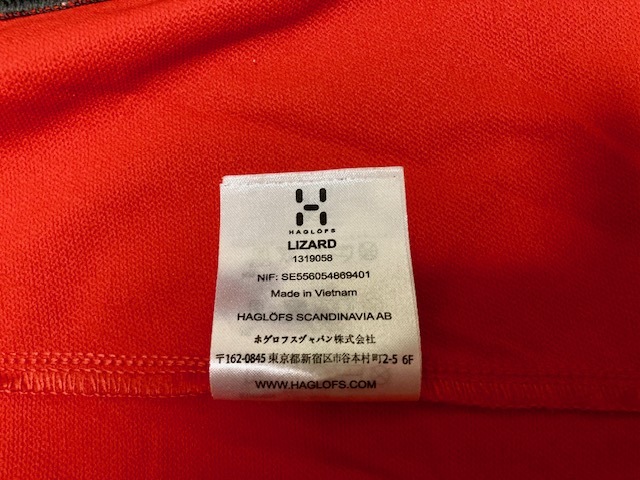 HAGLÖFS
LIZARD
1319058
NIF: SE556054869401
Made in Vietnam
HAGLÖFS SCANDINAVIA AB
ホグロフスジャパン株式会社
〒162-0845 東京都新宿区市谷本村町2-5 6F
WWW.HAGLOFS.COM